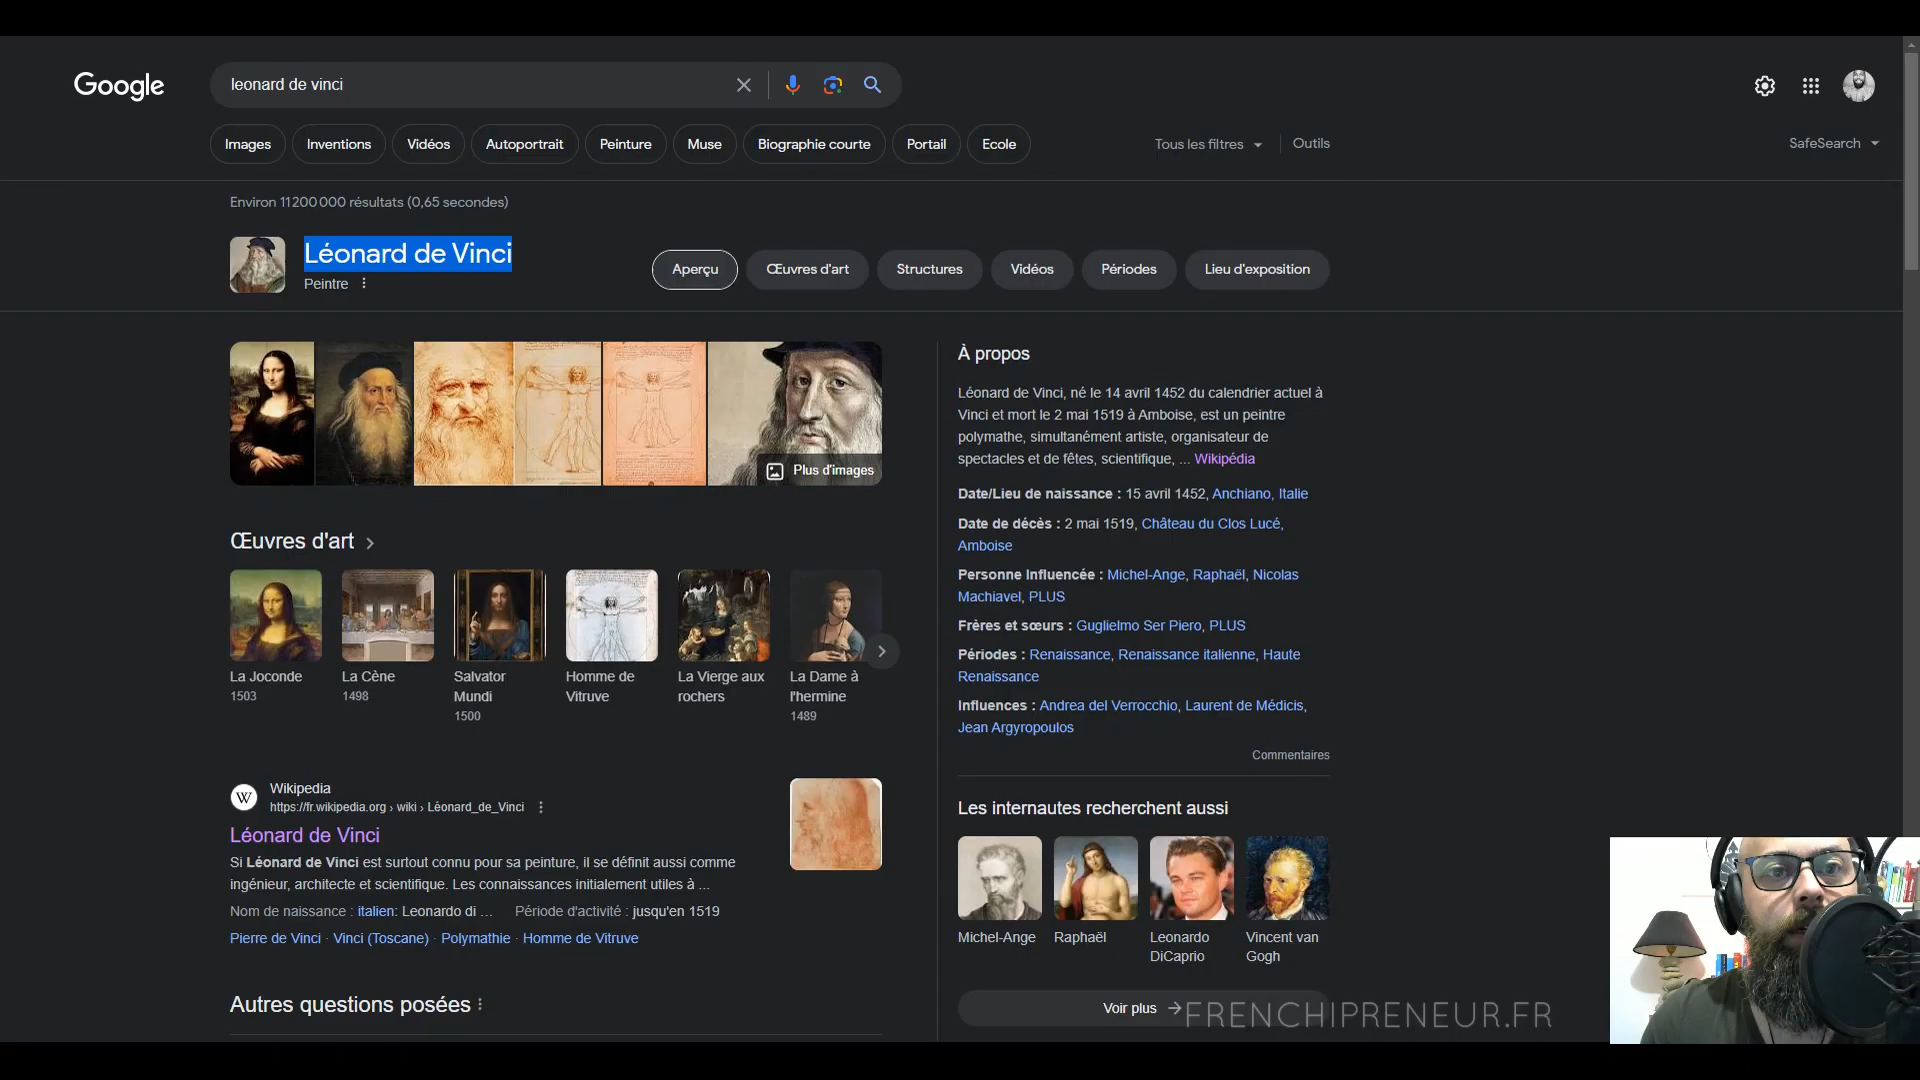 Google
leonard de vinci
Images
Inventions
Vidéos
Autoportrait
Peinture
Muse
Biographie courte
Portail
Ecole
Tous les filtres
Outils
SafeSearch
Environ 11 200 000 résultats (0,65 secondes)
Léonard de Vinci
Peintre
Aperçu
Œuvres d'art
Structures
Vidéos
Périodes
Lieu d'exposition
Plus d'images
Œuvres d'art
La Joconde
1503
La Cène
1498
Salvator
Mundi
1500
Homme de
Vitruve
La Vierge aux
rochers
La Dame à
l'hermine
1489
W
Wikipedia
https://fr.wikipedia.org › wiki › Léonard_de_Vinci
Léonard de Vinci
Si Léonard de Vinci est surtout connu pour sa peinture, il se définit aussi comme
ingénieur, architecte et scientifique. Les connaissances initialement utiles à ...
Nom de naissance : italien: Leonardo di ... Période d'activité : jusqu'en 1519
Pierre de Vinci · Vinci (Toscane) · Polymathie · Homme de Vitruve
Autres questions posées
À propos
Léonard de Vinci, né le 14 avril 1452 du calendrier actuel à
Vinci et mort le 2 mai 1519 à Amboise, est un peintre
polymathe, simultanément artiste, organisateur de
spectacles et de fêtes, scientifique, ... Wikipédia
Date/Lieu de naissance : 15 avril 1452, Anchiano, Italie
Date de décès : 2 mai 1519, Château du Clos Lucé,
Amboise
Personne Influencée : Michel-Ange, Raphaël, Nicolas
Machiavel, PLUS
Frères et sœurs : Guglielmo Ser Piero, PLUS
Périodes : Renaissance, Renaissance italienne, Haute
Renaissance
Influences : Andrea del Verrocchio, Laurent de Médicis,
Jean Argyropoulos
Commentaires
Les internautes recherchent aussi
Michel-Ange
Raphaël
Leonardo
DiCaprio
Vincent van
Gogh
Voir plus
FRENCHIPRENEUR.FR